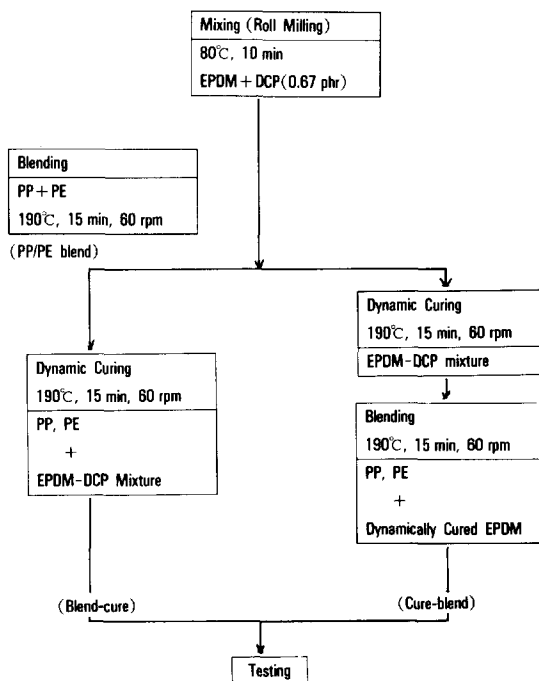 Mixing (Roll Milling)
80℃, 10 min
EPDM+DCP(0.67 phr)
Blending
PP+PE
190℃, 15 min, 60 rpm
(PP/PE blend)
Dynamic Curing
190℃, 15 min, 60 rpm
EPDM-DCP mixture
Dynamic Curing
190℃, 15 min, 60 rpm
PP, PE
+
EPDM-DCP Mixture
Blending
190℃, 15 min, 60 rpm
PP, PE
+
Dynamically Cured EPDM
(Blend-cure)
(Cure-blend)
Testing